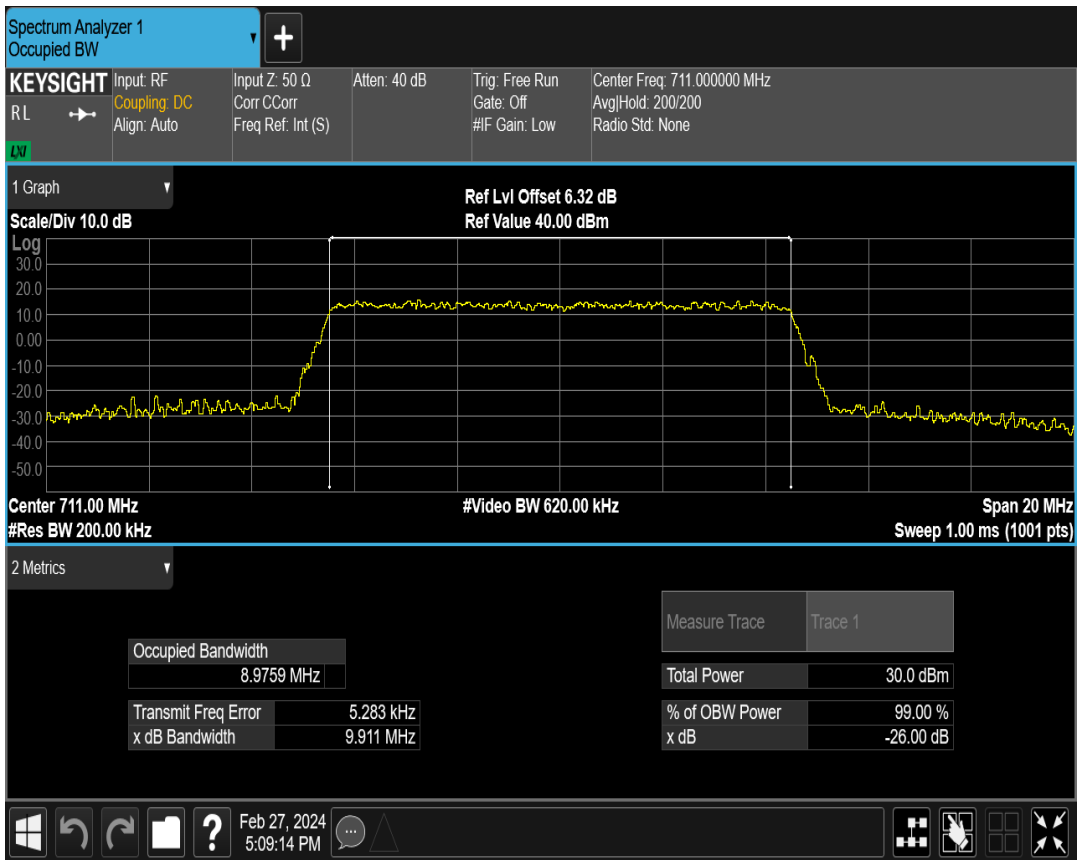 Spectrum Analyzer 1
Occupied BW
KEYSIGHT
RL
LXI
Input: RF
Coupling: DC
Align: Auto
Input Z: 50 Ω
Corr CCorr
Freq Ref: Int (S)
Atten: 40 dB
Trig: Free Run
Gate: Off
#IF Gain: Low
Center Freq: 711.000000 MHz
Avg|Hold: 200/200
Radio Std: None
1 Graph
Ref Lvl Offset 6.32 dB
Scale/Div 10.0 dB
Ref Value 40.00 dBm
Log
30.0
20.0
10.0
0.00
-10.0
-20.0
-30.0
-40.0
-50.0
Center 711.00 MHz
#Video BW 620.00 kHz
Span 20 MHz
#Res BW 200.00 kHz
Sweep 1.00 ms (1001 pts)
2 Metrics
Measure Trace Trace 1
Occupied Bandwidth
8.9759 MHz
Total Power 30.0 dBm
Transmit Freq Error 5.283 kHz
% of OBW Power 99.00 %
x dB Bandwidth 9.911 MHz
x dB -26.00 dB
?
Feb 27, 2024
5:09:14 PM